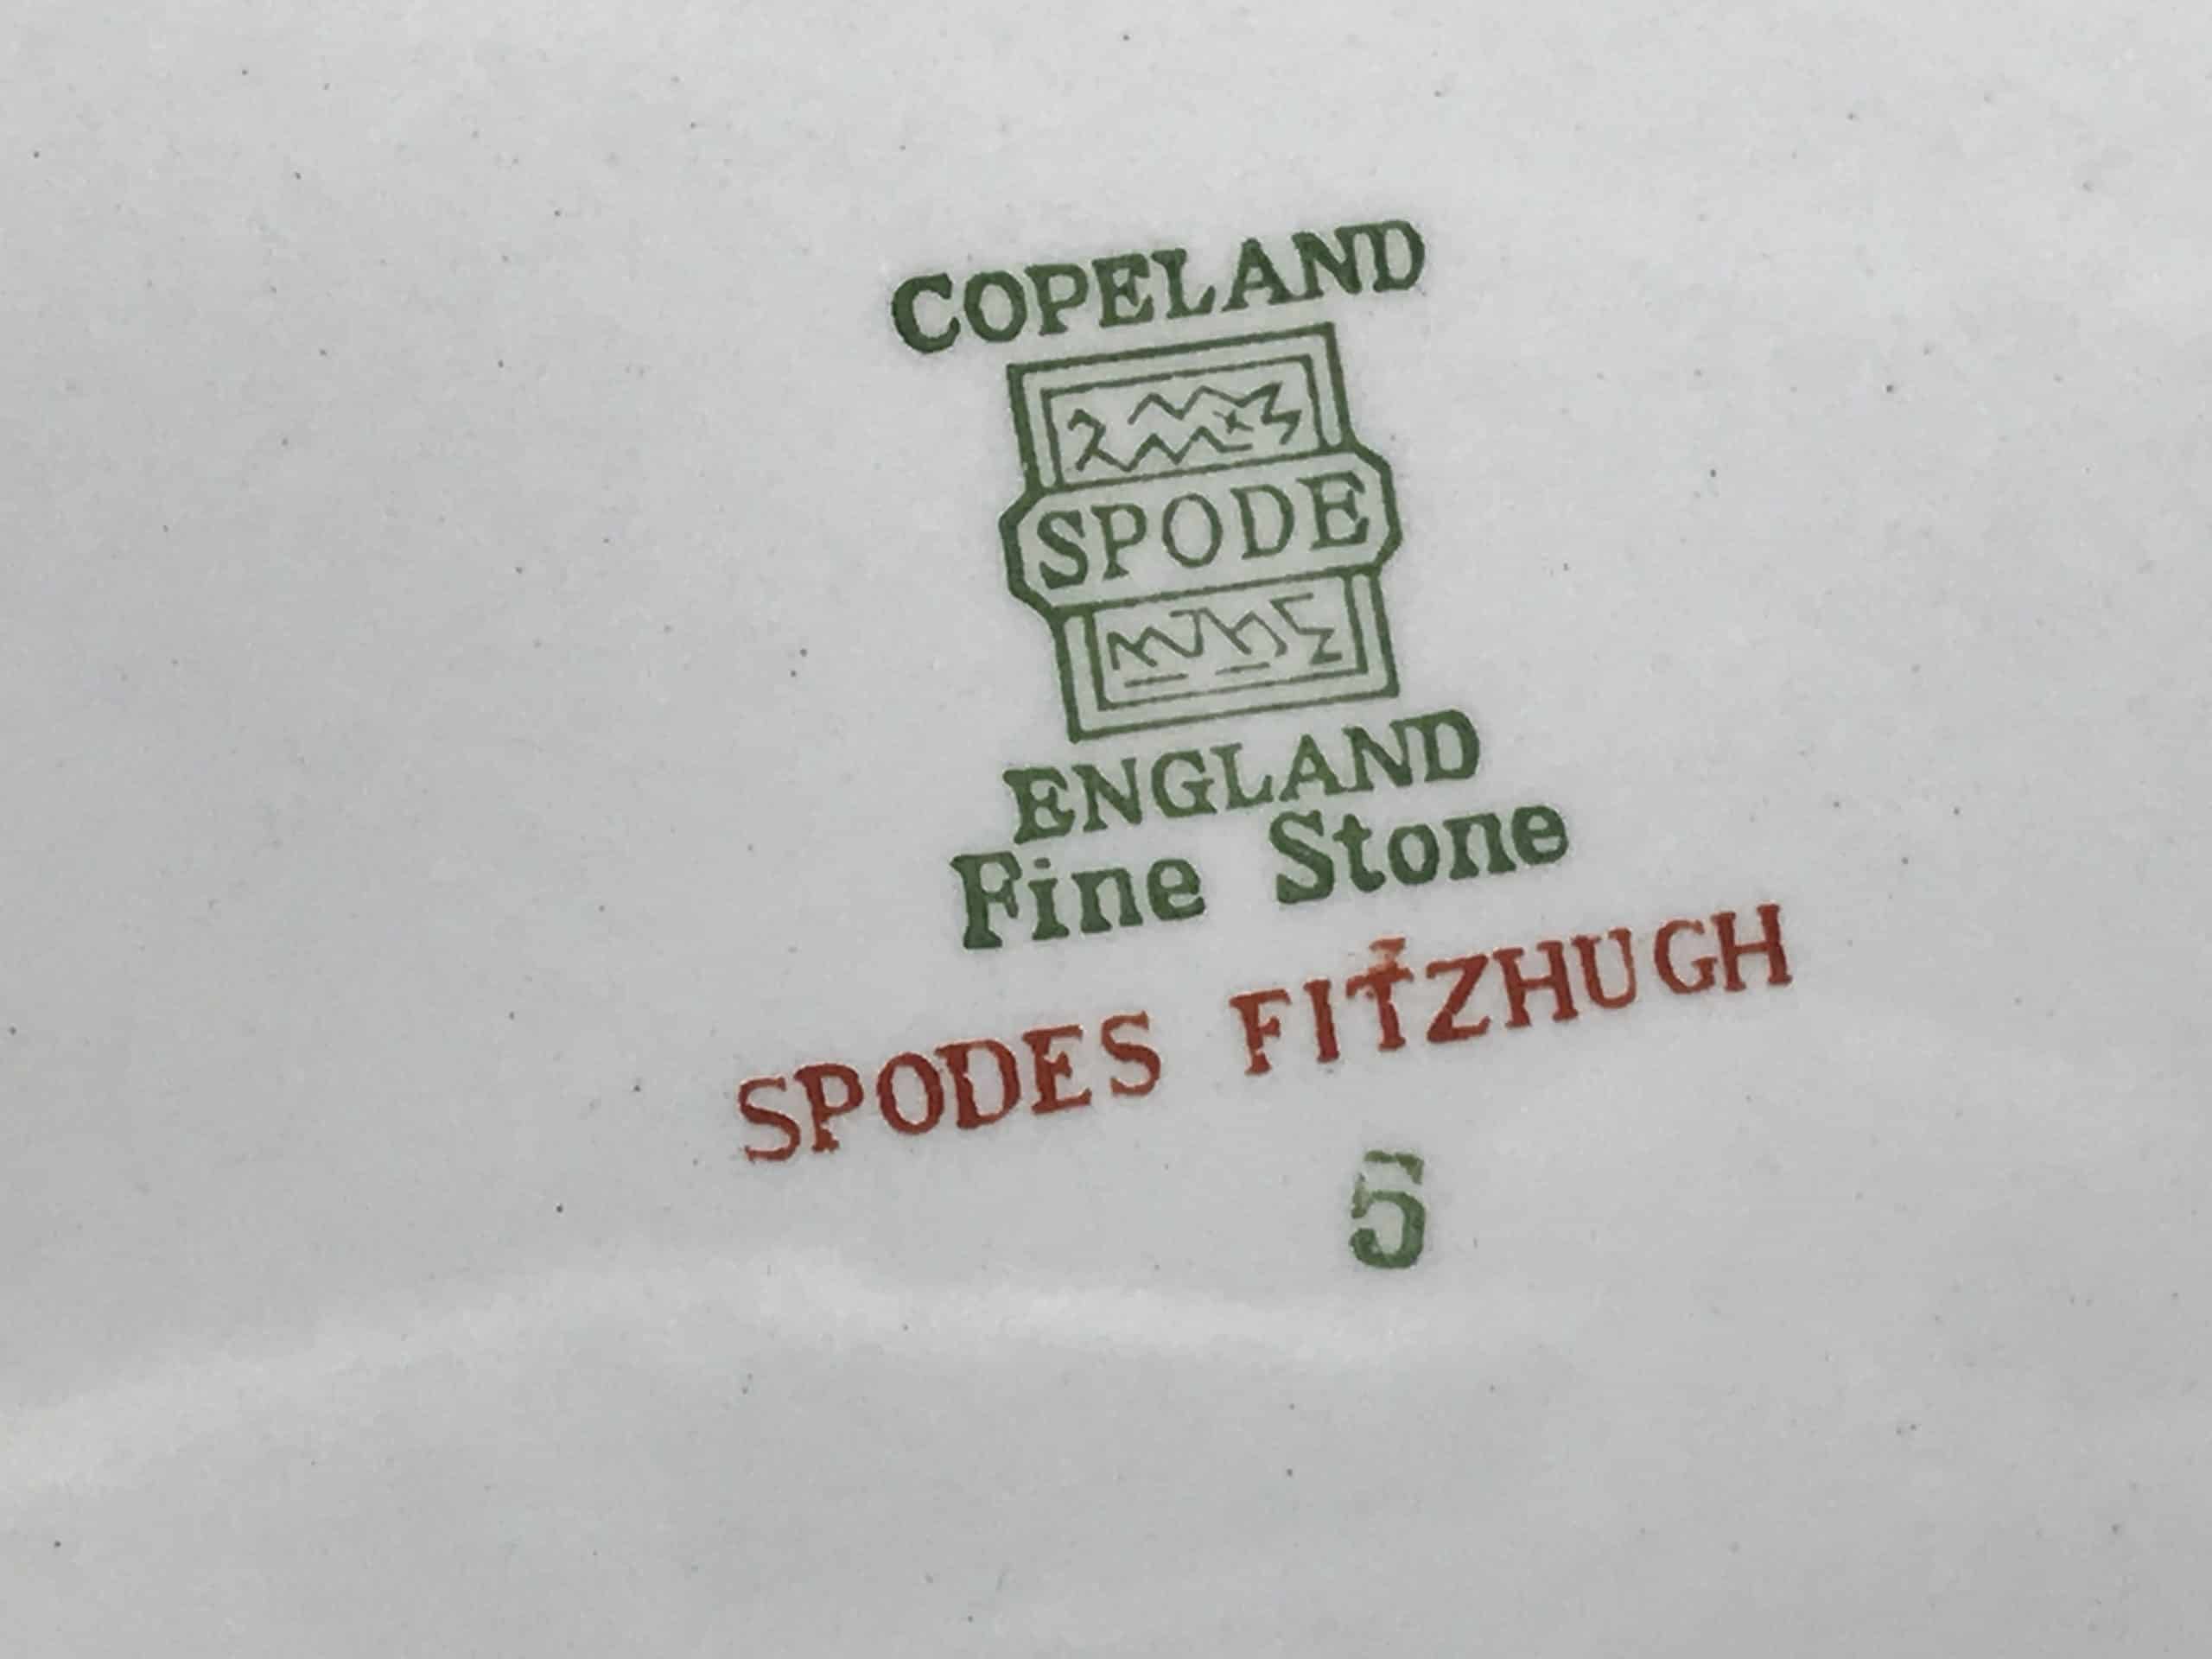 COPELAND
SPODE
ENGLAND
Fine Stone
SPODES FITZHUGH
5